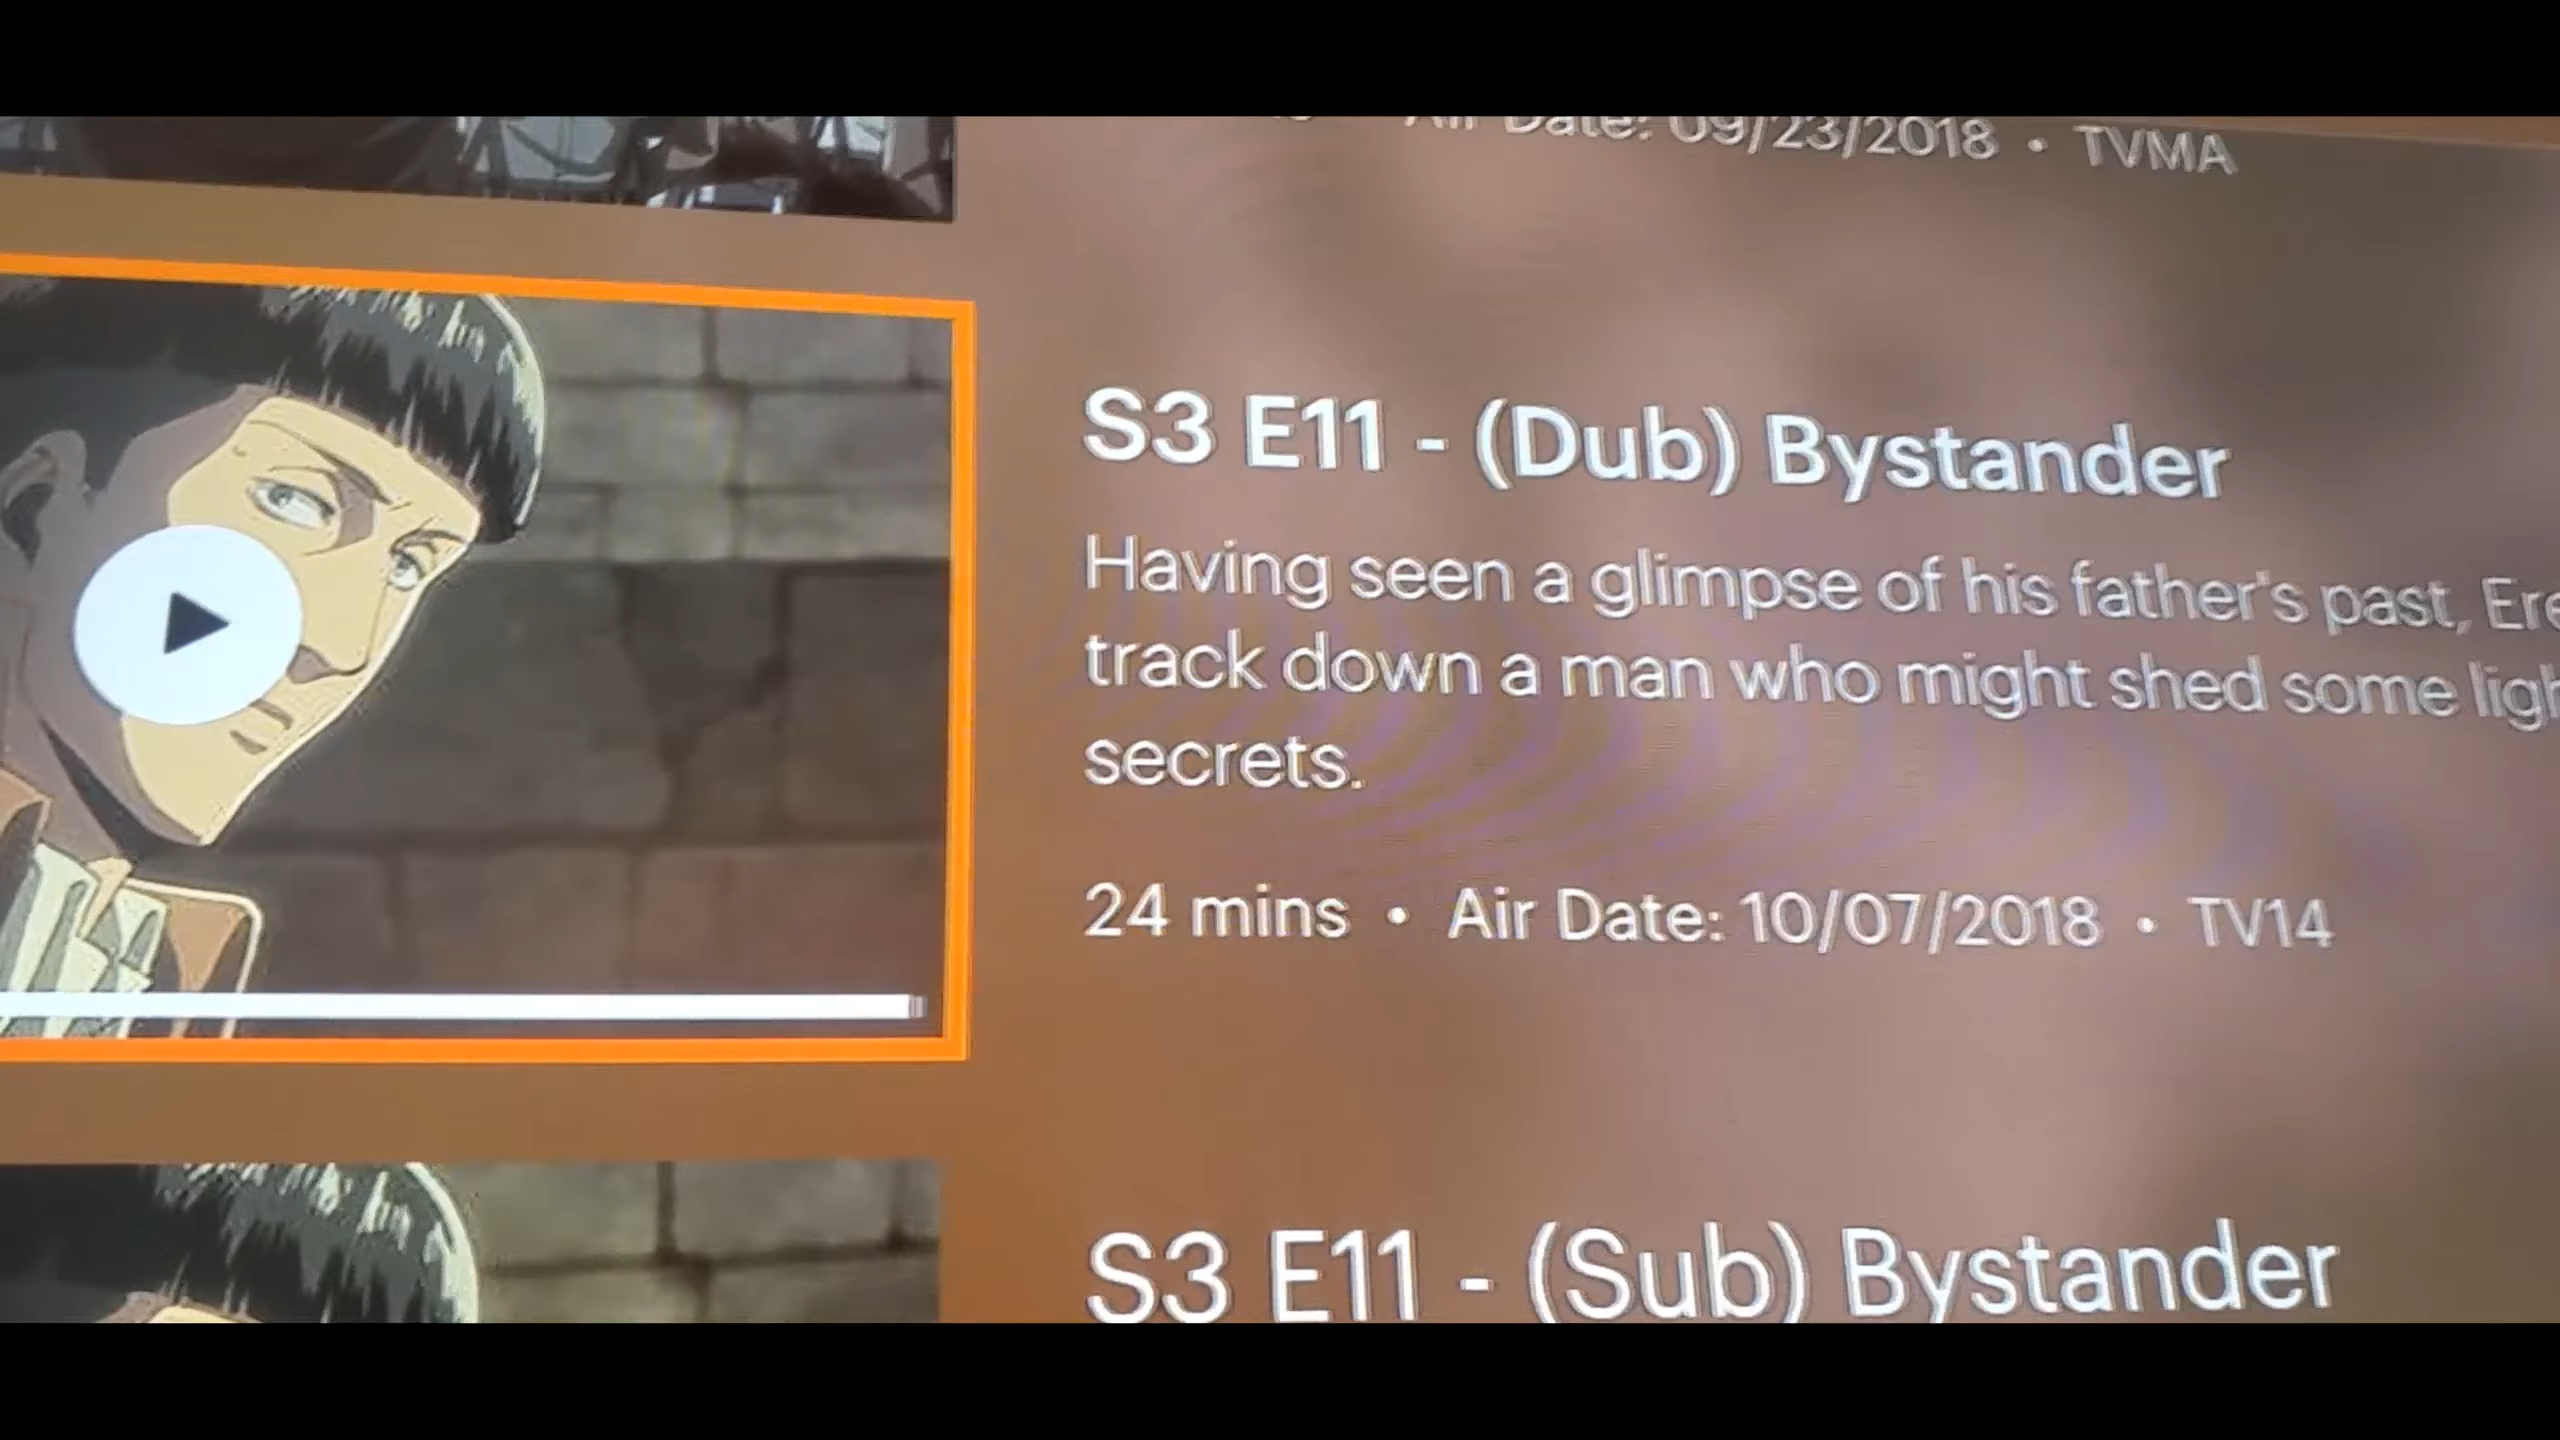 Air Date: 09/23/2018 • TVMA
S3 E11 - (Dub) Bystander
Having seen a glimpse of his father's past,
track down a man who might shed some
secrets.
24 mins • Air Date: 10/07/2018 • TV14
S3 E11 - (Sub) Bystander